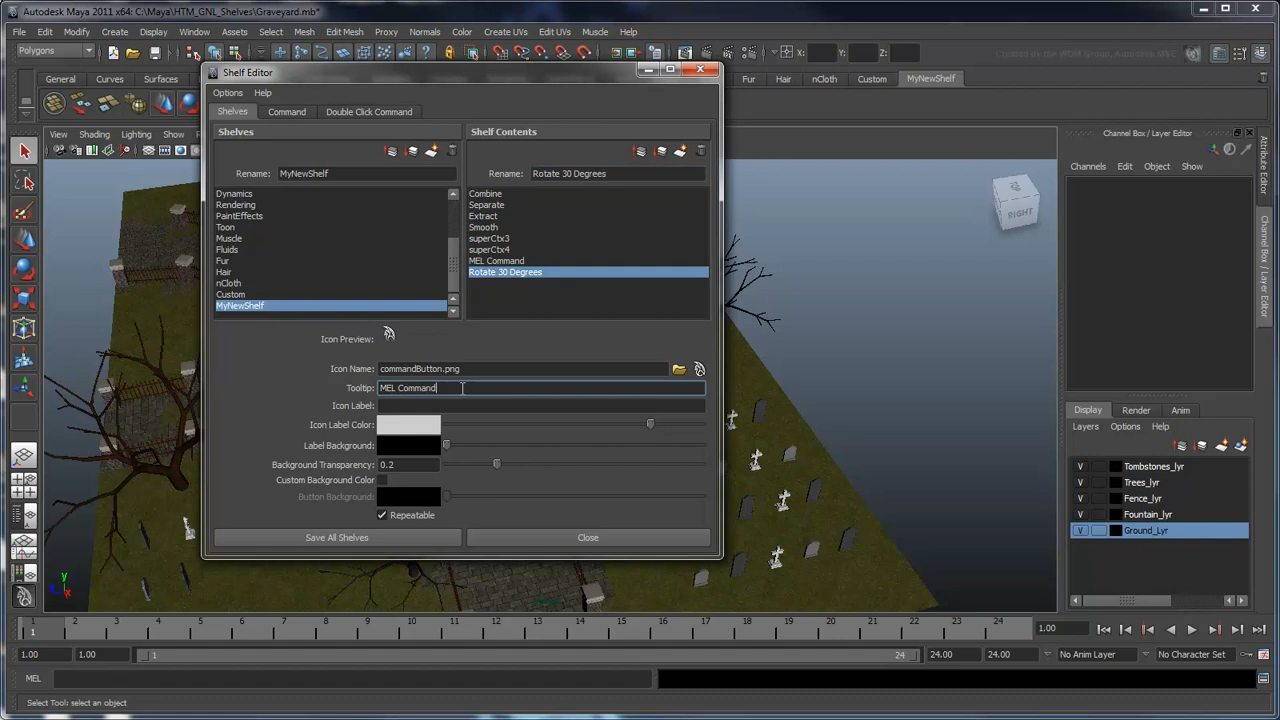 Autodesk Maya 2011 x64: C:\Maya\HTM_GNL_Shelves\Graveyard.mb*
File Edit Modify Create Display Window Assets Select Mesh Edit Mesh Proxy Normals Color Create UVs Edit UVs Muscle Help
Polygons X: Y: Z:
General Curves Surfaces Fur Hair nCloth Custom MyNewShelf
Shelf Editor
Options Help
Shelves Command Double Click Command
Shelves Shelf Contents
Rename: MyNewShelf Rename: Rotate 30 Degrees
Dynamics
Rendering
PaintEffects
Toon
Muscle
Fluids
Fur
Hair
nCloth
Custom
MyNewShelf
Combine
Separate
Extract
Smooth
superCtx3
superCtx4
MEL Command
Rotate 30 Degrees
Icon Preview:
Icon Name: commandButton.png
Tooltip: MEL Command
Icon Label:
Icon Label Color:
Label Background:
Background Transparency: 0.2
Custom Background Color
Button Background:
Repeatable
Save All Shelves Close
View Shading Lighting
TOP
RIGHT
Channel Box / Layer Editor
Channels Edit Object Show
Attribute Editor
Channel Box / Layer Editor
Display Render Anim
Layers Options Help
V Tombstones_lyr
V Trees_lyr
V Fence_lyr
V Fountain_lyr
V Ground_Lyr
y
x
1 2 3 4 5 6 7 8 9 10 11 12 13 14 15 16 17 18 19 20 21 22 23 24
1
1.00
1.00 1.00 1 24 24.00 24.00 No Anim Layer No Character Set
MEL
Select Tool: select an object